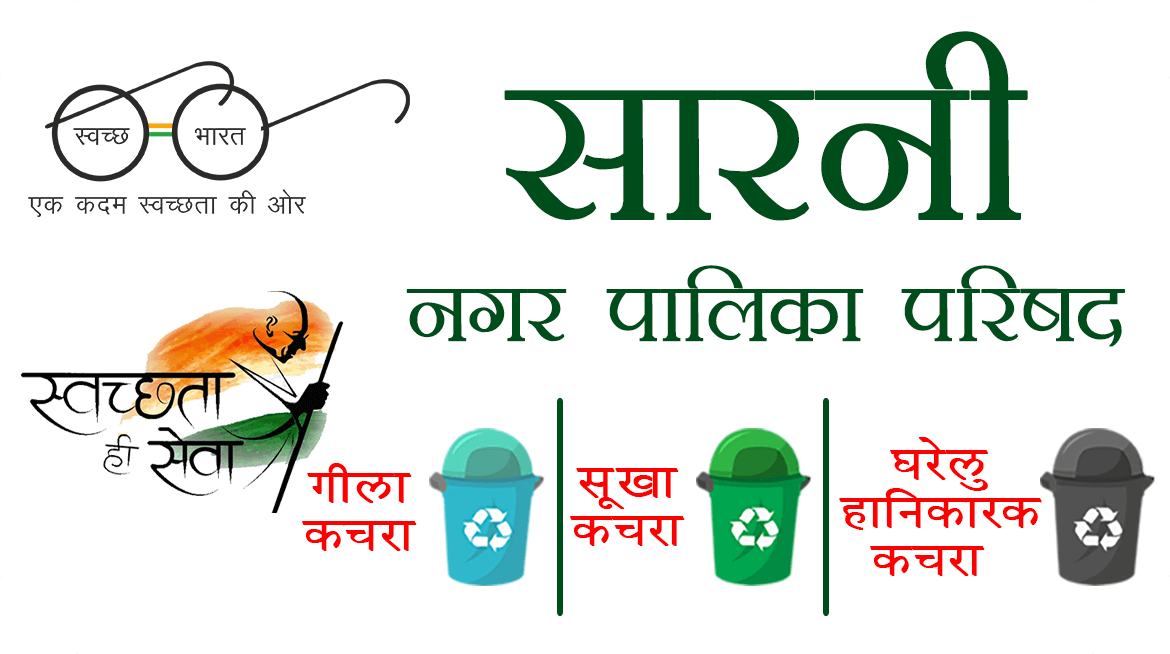 स्वच्छ भारत
एक कदम स्वच्छता की ओर
सारनी
नगर पालिका परिषद
स्वच्छता
ही सेवा
गीला
कचरा
सूखा
कचरा
घरेलु
हानिकारक
कचरा